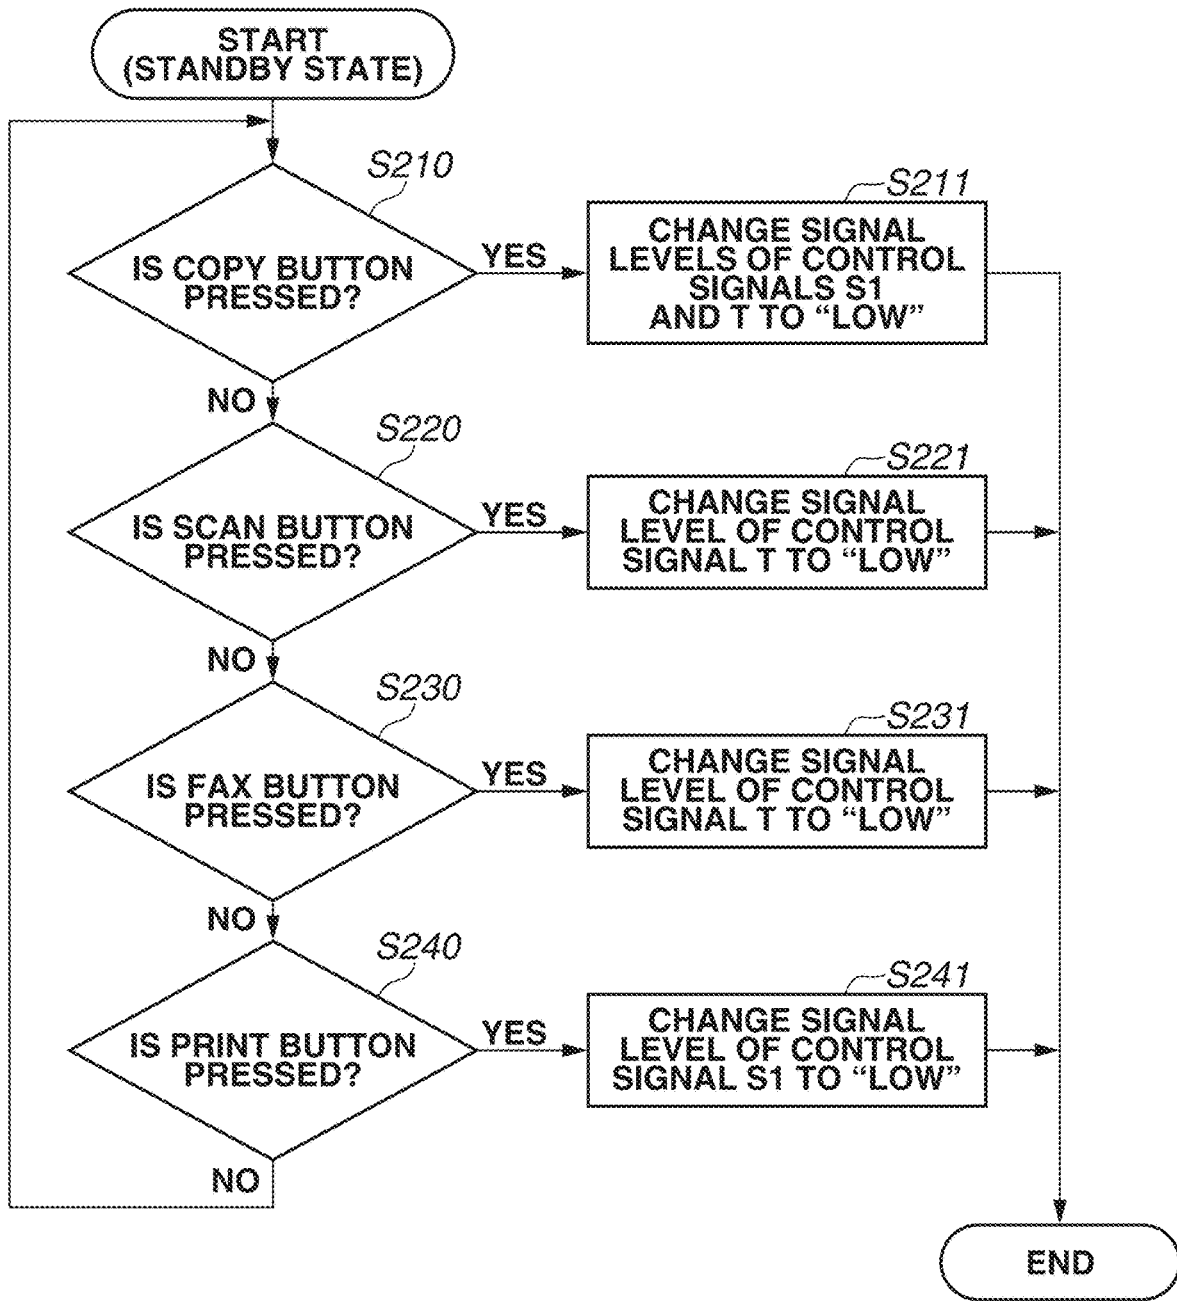 START
(STANDBY STATE)
S210
IS COPY BUTTON
PRESSED?
YES
S211
CHANGE SIGNAL
LEVELS OF CONTROL
SIGNALS S1
AND T TO “LOW”
NO
S220
IS SCAN BUTTON
PRESSED?
YES
S221
CHANGE SIGNAL
LEVEL OF CONTROL
SIGNAL T TO “LOW”
NO
S230
IS FAX BUTTON
PRESSED?
YES
S231
CHANGE SIGNAL
LEVEL OF CONTROL
SIGNAL T TO “LOW”
NO
S240
IS PRINT BUTTON
PRESSED?
YES
S241
CHANGE SIGNAL
LEVEL OF CONTROL
SIGNAL S1 TO “LOW”
NO
END